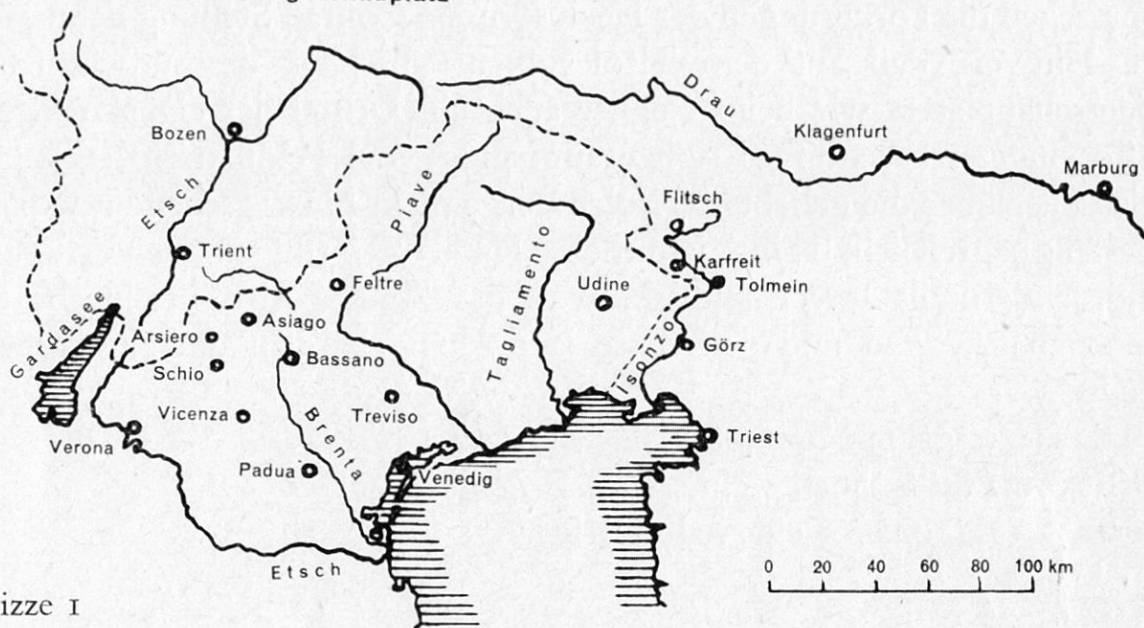 Drau
Klagenfurt
Bozen
Marburg
Etsch
Piave
Flitsch
Trient
Karfreit
Tagliamento
Feltre
Udine
Tolmein
Gardasee
Asiago
Arsiero
Isonzo
Görz
Bassano
Schio
Vicenza
Treviso
Brenta
Verona
Triest
Padua
Venedig
Etsch
0 20 40 60 80 100 km
izze I